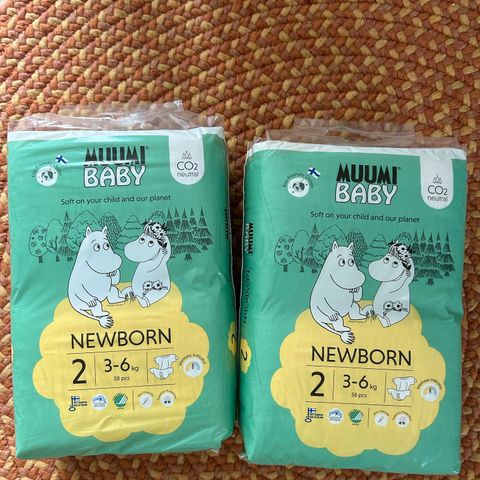 MUUMI
BABY
CO2
neutral
Soft on your child and our planet
NEWBORN
2
3-6 kg
58 pcs
2
MUUMI
BABY
CO2
neutral
Soft on your child and our planet
NEWBORN
2
3-6 kg
58 pcs